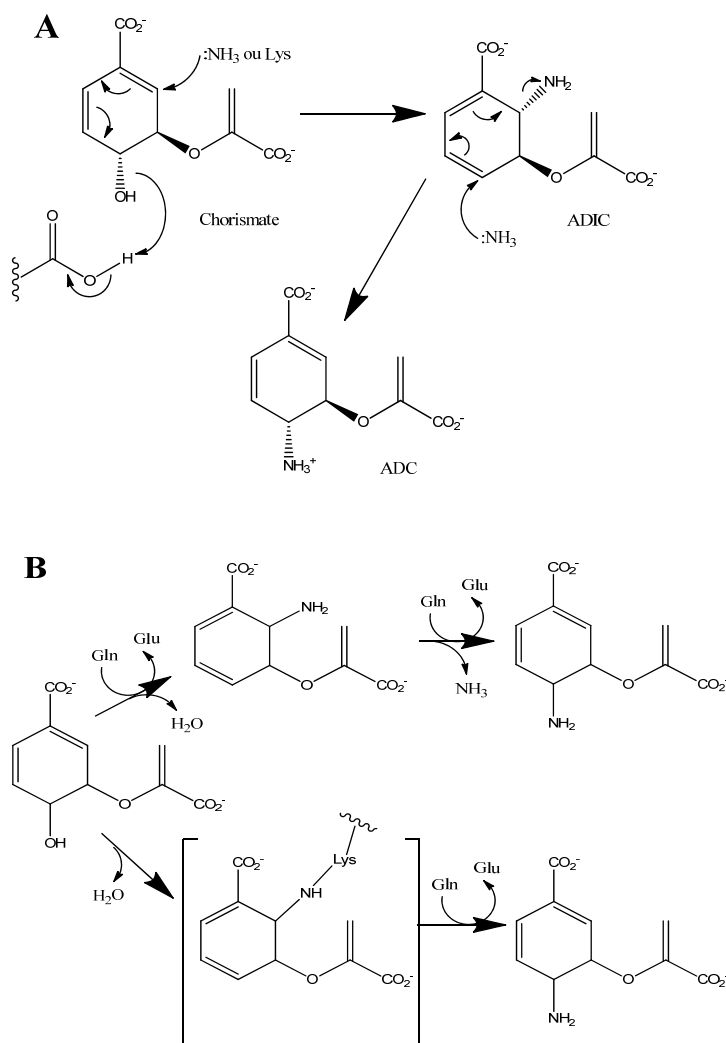 A
CO2-
:NH3 ou Lys
O
CO2-
OH
O
O
H
Chorismate
CO2-
NH2
O
CO2-
:NH3
ADIC
CO2-
O
CO2-
NH3+
ADC
B
CO2-
NH2
O
CO2-
Gln
Glu
H2O
Gln
Glu
NH3
CO2-
O
CO2-
NH2
CO2-
O
CO2-
OH
H2O
Lys
CO2-
NH
O
CO2-
Gln
Glu
CO2-
O
CO2-
NH2